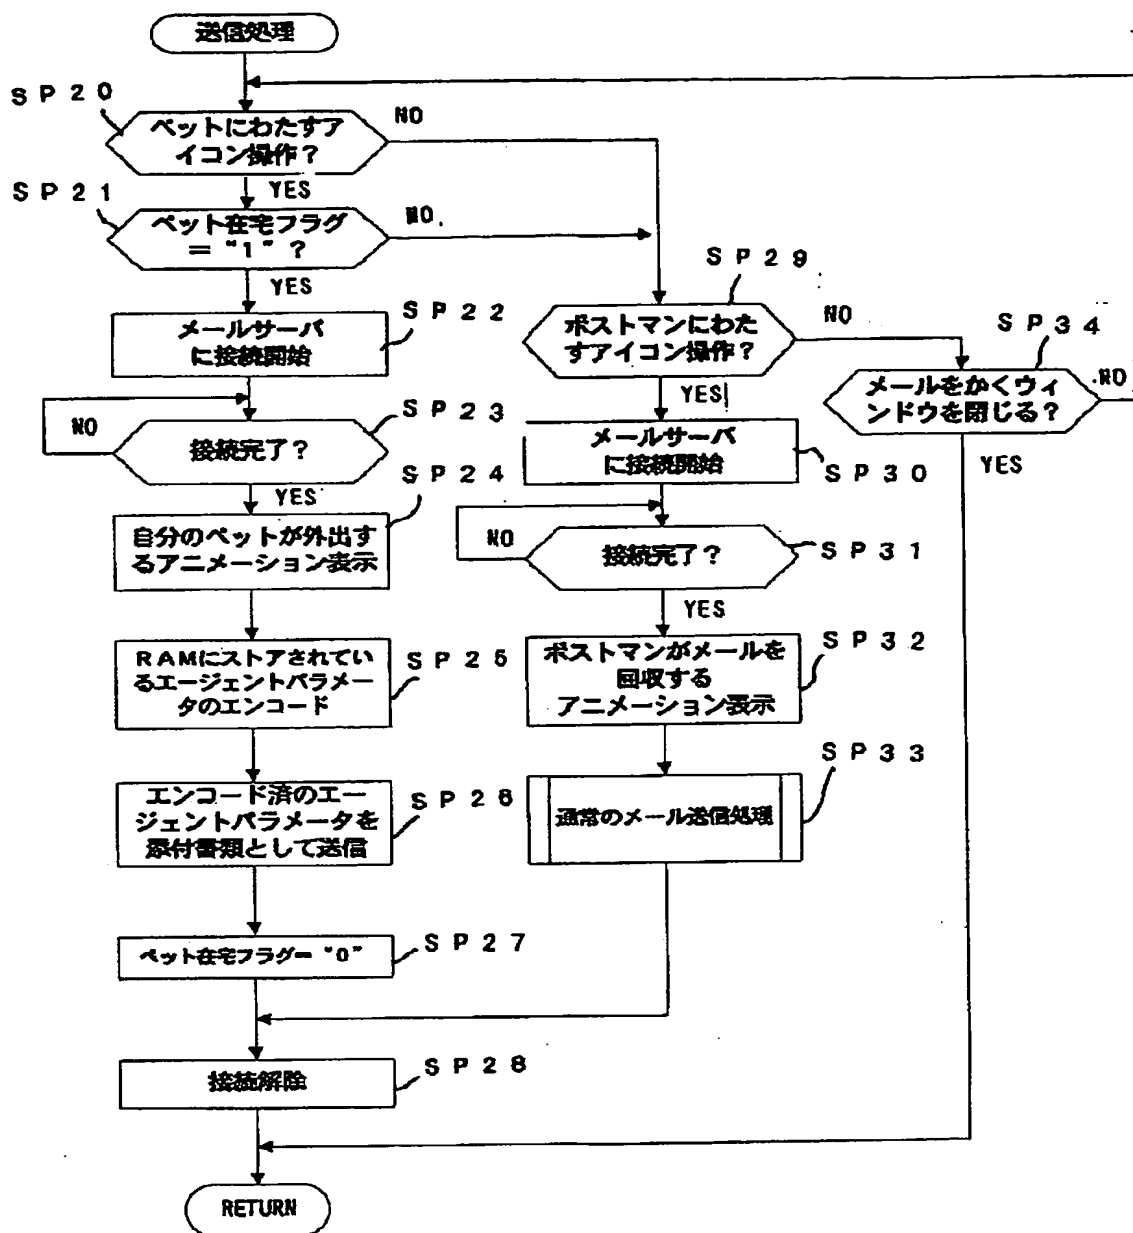 送信処理
SP20
ペットにわたすア
イコン操作？
NO
YES
SP21
ペット在宅フラグ
＝“1”？
NO
YES
SP22
メールサーバ
に接続開始
SP23
接続完了？
NO
YES
SP24
自分のペットが外出す
るアニメーション表示
SP25
RAMにストアされてい
るエージェントパラメー
タのエンコード
SP26
エンコード済のエー
ジェントパラメータを
添付書類として送信
SP27
ペット在宅フラグ＝“0”
SP28
接続解除
RETURN
SP29
ポストマンにわた
すアイコン操作？
NO
YES
SP30
メールサーバ
に接続開始
SP31
接続完了？
NO
YES
SP32
ポストマンがメールを
回収する
アニメーション表示
SP33
通常のメール送信処理
SP34
メールをかくウィ
ンドウを閉じる？
NO
YES